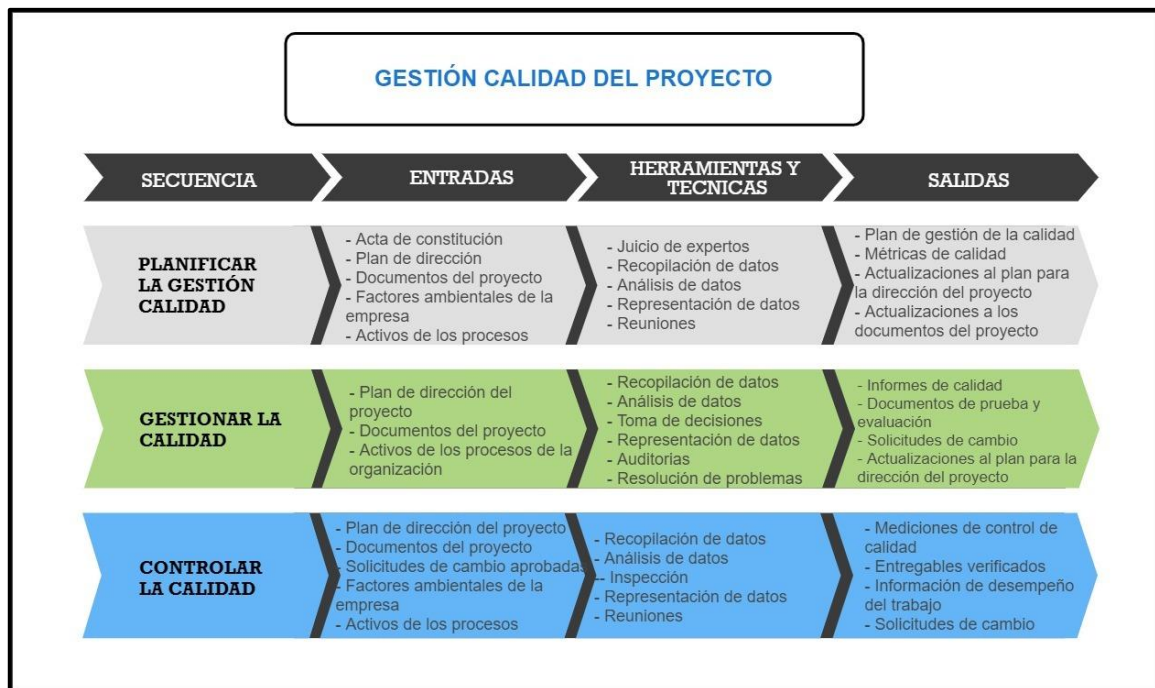 GESTIÓN CALIDAD DEL PROYECTO
SECUENCIA
ENTRADAS
HERRAMIENTAS Y
TECNICAS
SALIDAS
PLANIFICAR
LA GESTIÓN
CALIDAD
- Acta de constitución
- Plan de dirección
- Documentos del proyecto
- Factores ambientales de la
empresa
- Activos de los procesos
- Juicio de expertos
- Recopilación de datos
- Análisis de datos
- Representación de datos
- Reuniones
- Plan de gestión de la calidad
- Métricas de calidad
- Actualizaciones al plan para
la dirección del proyecto
- Actualizaciones a los
documentos del proyecto
GESTIONAR LA
CALIDAD
- Plan de dirección del
proyecto
- Documentos del proyecto
- Activos de los procesos de la
organización
- Recopilación de datos
- Análisis de datos
- Toma de decisiones
- Representación de datos
- Auditorias
- Resolución de problemas
- Informes de calidad
- Documentos de prueba y
evaluación
- Solicitudes de cambio
- Actualizaciones al plan para la
dirección del proyecto
CONTROLAR
LA CALIDAD
- Plan de dirección del proyecto
- Documentos del proyecto
- Solicitudes de cambio aprobadas
- Factores ambientales de la
empresa
- Activos de los procesos
- Recopilación de datos
- Análisis de datos
-- Inspección
- Representación de datos
- Reuniones
- Mediciones de control de
calidad
- Entregables verificados
- Información de desempeño
del trabajo
- Solicitudes de cambio